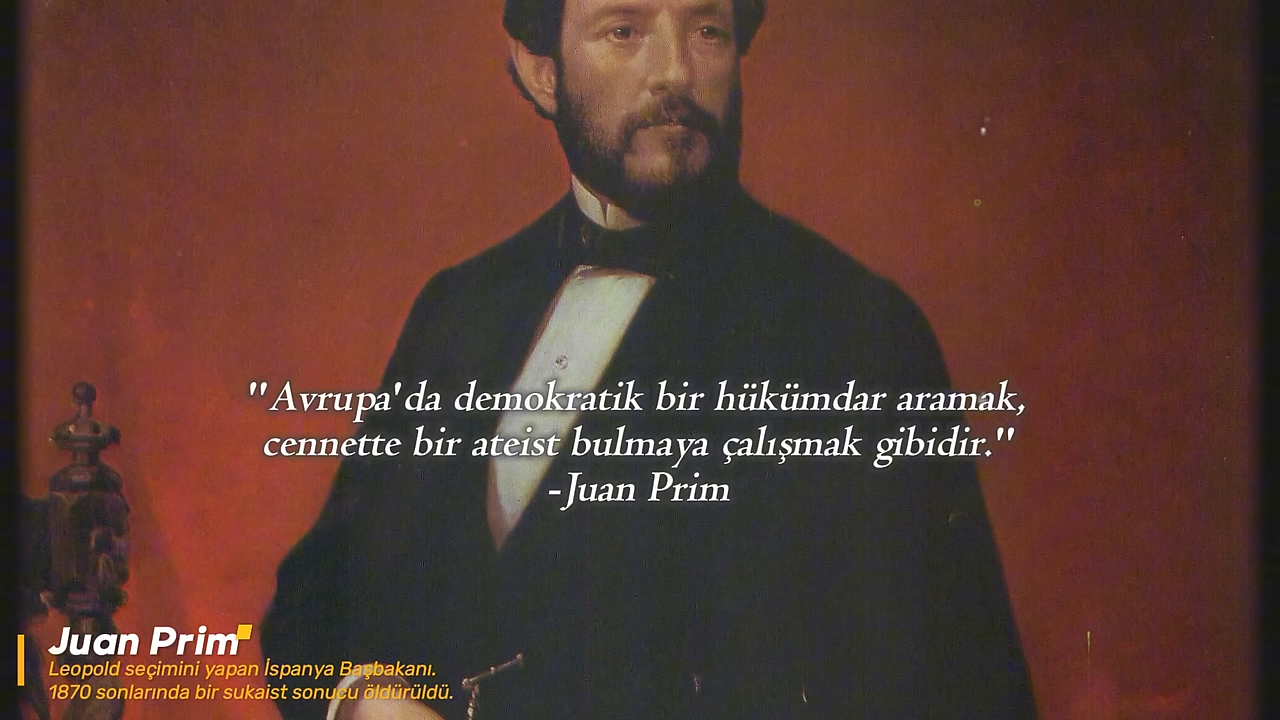 "Avrupa'da demokratik bir hükümdar aramak,
cennette bir ateist bulmaya çalışmak gibidir."
-Juan Prim
Juan Prim
Leopold seçimini yapan İspanya Başbakanı.
1870 sonlarında bir sukaist sonucu öldürüldü.